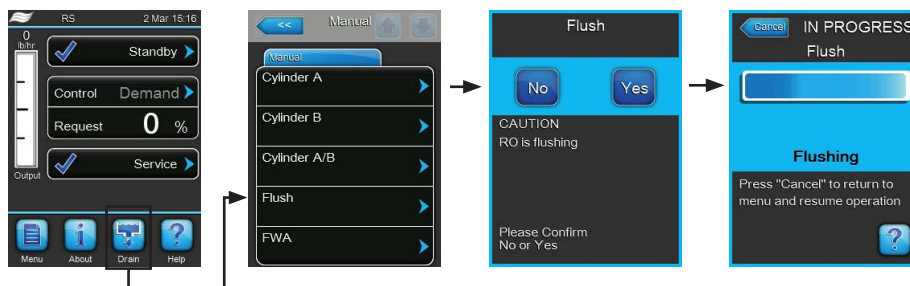 RS 2 Mar 15:16
0
lb/hr
Standby
Control Demand
Request 0 %
Service
Output
Menu About Drain Help
<< Manual
Manual
Cylinder A
Cylinder B
Cylinder A/B
Flush
FWA
Flush
No Yes
CAUTION
RO is flushing
Please Confirm
No or Yes
Cancel IN PROGRESS
Flush
Flushing
Press "Cancel" to return to
menu and resume operation
?